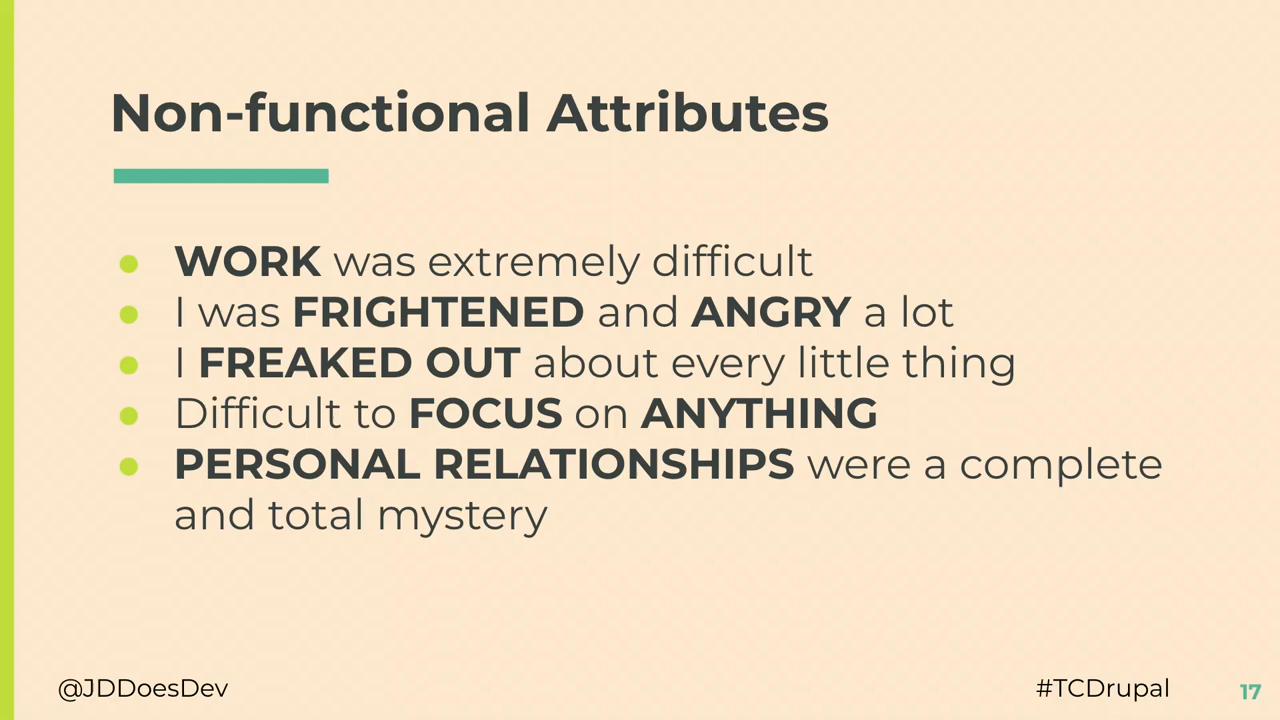 Non-functional Attributes
● WORK was extremely difficult
● I was FRIGHTENED and ANGRY a lot
● I FREAKED OUT about every little thing
● Difficult to FOCUS on ANYTHING
● PERSONAL RELATIONSHIPS were a complete
and total mystery
@JDDoesDev
#TCDrupal
17